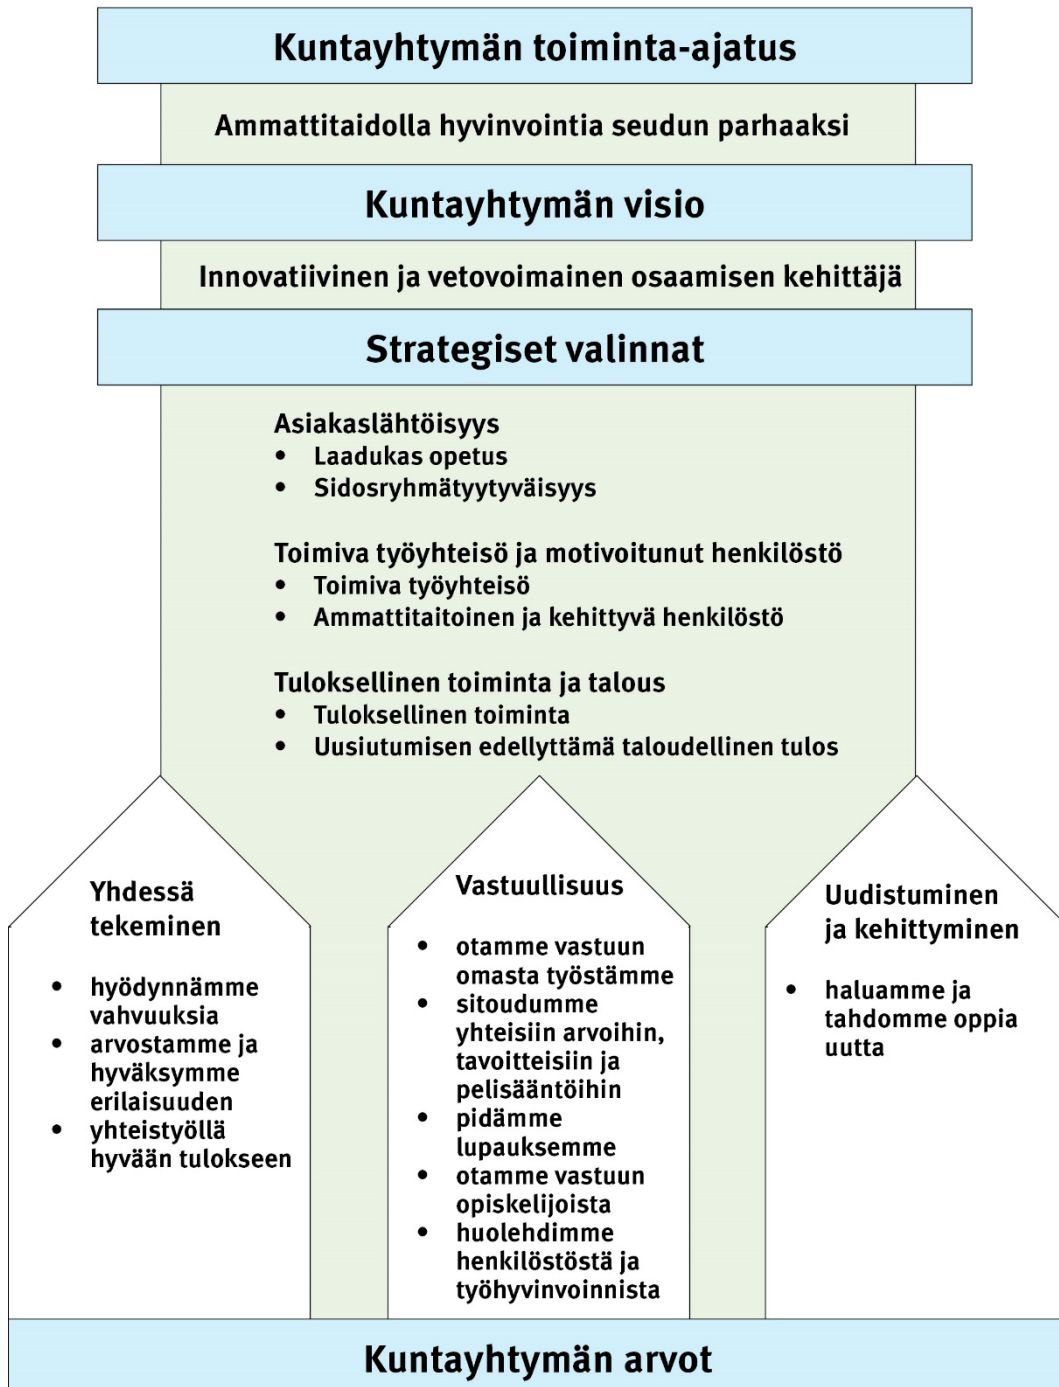 Kuntayhtymän toiminta-ajatus
Ammattitaidolla hyvinvointia seudun parhaaksi
Kuntayhtymän visio
Innovatiivinen ja vetovoimainen osaamisen kehittäjä
Strategiset valinnat
Asiakaslähtöisyys
• Laadukas opetus
• Sidosryhmätyytyväisyys
Toimiva työyhteisö ja motivoitunut henkilöstö
• Toimiva työyhteisö
• Ammattitaitoinen ja kehittyvä henkilöstö
Tuloksellinen toiminta ja talous
• Tuloksellinen toiminta
• Uusiutumisen edellyttämä taloudellinen tulos
Yhdessä
tekeminen
• hyödynnämme
vahvuuksia
• arvostamme ja
hyväksymme
erilaisuuden
• yhteistyöllä
hyvään tulokseen
Vastuullisuus
• otamme vastuun
omasta työstämme
• sitoudumme
yhteisiin arvoihin,
tavoitteisiin ja
pelisääntöihin
• pidämme
lupauksemme
• otamme vastuun
opiskelijoista
• huolehdimme
henkilöstöstä ja
työhyvinvoinnista
Uudistuminen
ja kehittyminen
• haluamme ja
tahdomme oppia
uutta
Kuntayhtymän arvot